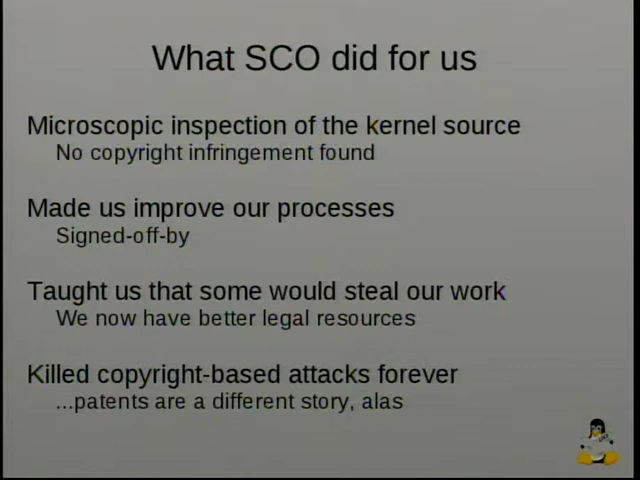 What SCO did for us
Microscopic inspection of the kernel source
No copyright infringement found
Made us improve our processes
Signed-off-by
Taught us that some would steal our work
We now have better legal resources
Killed copyright-based attacks forever
...patents are a different story, alas